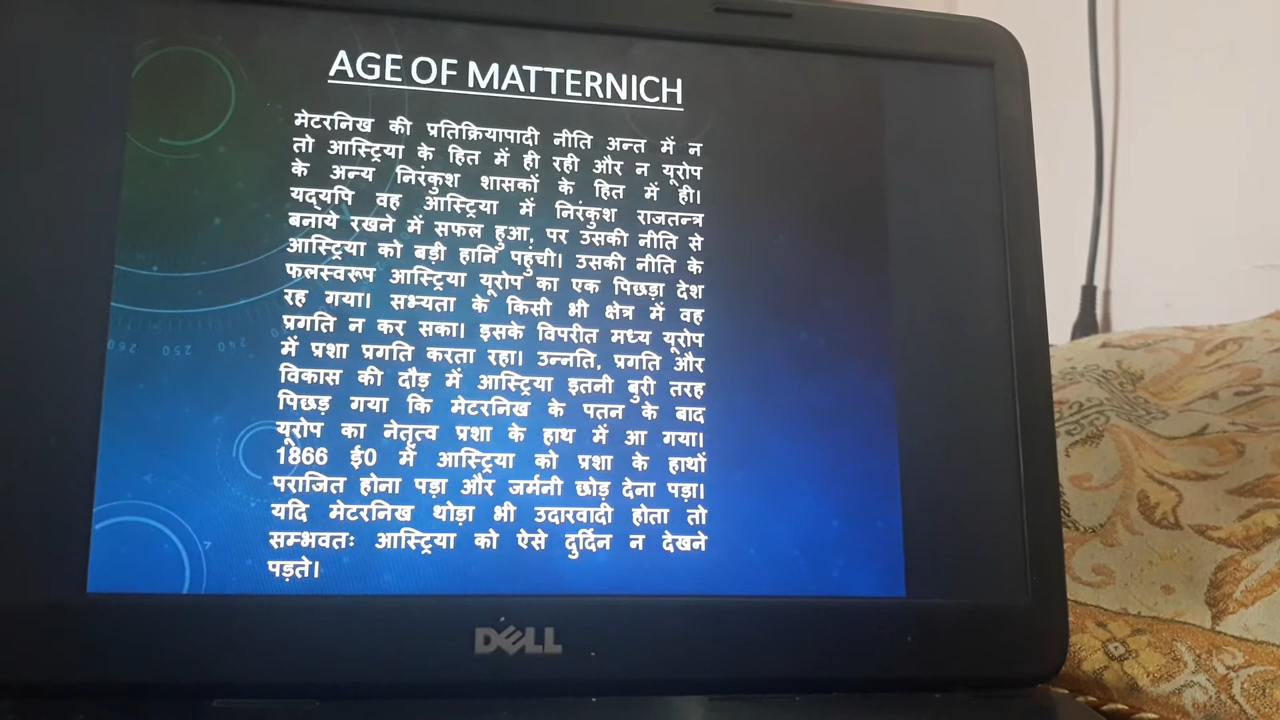 AGE OF MATTERNICH
मेटरनिख की प्रतिक्रियापादी नीति अन्त में न
तो आस्ट्रिया के हित में ही रही और न यूरोप
के अन्य निरंकुश शासकों के हित में ही।
यद्यपि वह आस्ट्रिया में निरंकुश राजतन्त्र
बनाये रखने में सफल हुआ, पर उसकी नीति से
आस्ट्रिया को बड़ी हानि पहुंची। उसकी नीति के
फलस्वरूप आस्ट्रिया यूरोप का एक पिछड़ा देश
रह गया। सभ्यता के किसी भी क्षेत्र में वह
प्रगति न कर सका। इसके विपरीत मध्य यूरोप
में प्रशा प्रगति करता रहा। उन्नति, प्रगति और
विकास की दौड़ में आस्ट्रिया इतनी बुरी तरह
पिछड़ गया कि मेटरनिख के पतन के बाद
यूरोप का नेतृत्व प्रशा के हाथ में आ गया।
1866 ई0 में आस्ट्रिया को प्रशा के हाथों
पराजित होना पड़ा और जर्मनी छोड़ देना पड़ा।
यदि मेटरनिख थोड़ा भी उदारवादी होता तो
सम्भवतः आस्ट्रिया को ऐसे दुर्दिन न देखने
पड़ते।
260 250 240
DELL